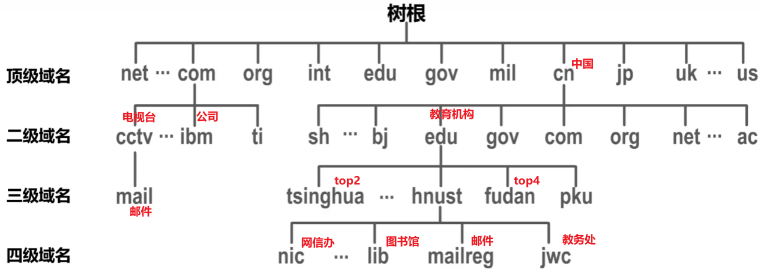 树根
顶级域名 net ··· com org int edu gov mil cn 中国 jp uk ··· us
电视台 公司 教育机构
二级域名 cctv ··· ibm ti sh ··· bj edu gov com org net ··· ac
top2 top4
三级域名 mail tsinghua ··· hnust fudan pku
邮件
网信办 图书馆 邮件 教务处
四级域名 nic ··· lib mailreg jwc